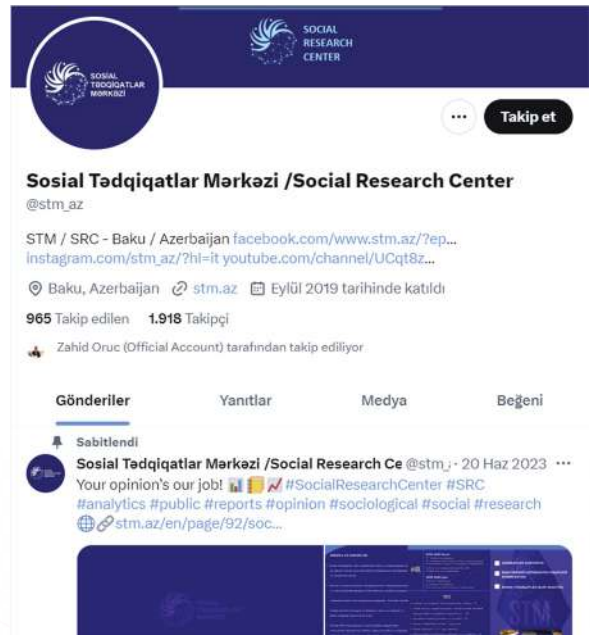 SOCIAL
RESEARCH
CENTER
SOSİAL
TƏDQİQATLAR
MƏRKƏZİ
Takip et
Sosial Tədqiqatlar Mərkəzi /Social Research Center
@stm_az
STM / SRC - Baku / Azerbaijan facebook.com/www.stm.az/?ep...
instagram.com/stm_az/?hl=it youtube.com/channel/UCqt8z...
Baku, Azerbaijan stm.az Eylül 2019 tarihinde katıldı
965 Takip edilen 1.918 Takipçi
Zahid Oruc (Official Account) tarafından takip ediliyor
Gönderiler Yanıtlar Medya Beğeni
Sabitlendi
Sosial Tədqiqatlar Mərkəzi /Social Research Ce @stm_: · 20 Haz 2023 ···
Your opinion's our job! #SocialResearchCenter #SRC
#analytics #public #reports #opinion #sociological #social #research
stm.az/en/page/92/soc...
STM